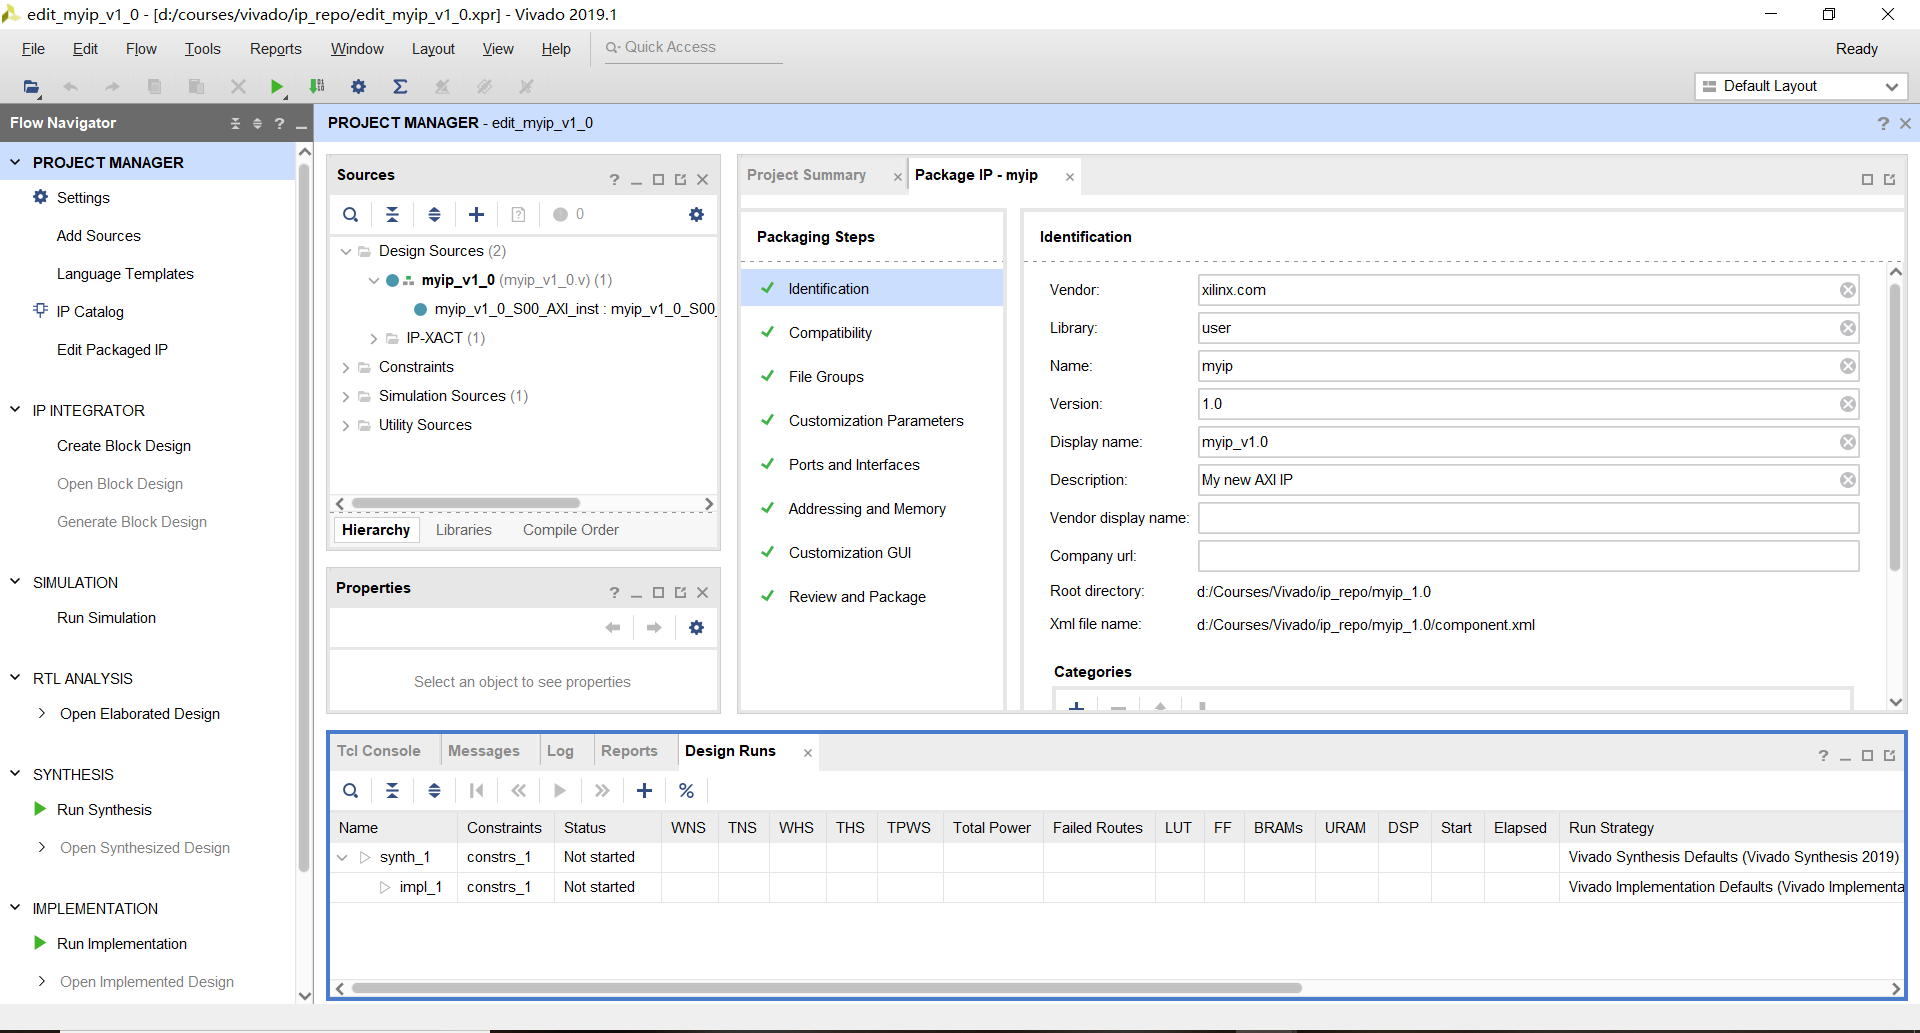 edit_myip_v1_0 - [d:/courses/vivado/ip_repo/edit_myip_v1_0.xpr] - Vivado 2019.1
File Edit Flow Tools Reports Window Layout View Help Quick Access Ready
Default Layout
Flow Navigator
PROJECT MANAGER
Settings
Add Sources
Language Templates
IP Catalog
Edit Packaged IP
IP INTEGRATOR
Create Block Design
Open Block Design
Generate Block Design
SIMULATION
Run Simulation
RTL ANALYSIS
Open Elaborated Design
SYNTHESIS
Run Synthesis
Open Synthesized Design
IMPLEMENTATION
Run Implementation
Open Implemented Design
PROJECT MANAGER - edit_myip_v1_0
Sources
0
Design Sources (2)
myip_v1_0 (myip_v1_0.v) (1)
myip_v1_0_S00_AXI_inst : myip_v1_0_S00_
IP-XACT (1)
Constraints
Simulation Sources (1)
Utility Sources
Hierarchy Libraries Compile Order
Properties
Select an object to see properties
Project Summary Package IP - myip
Packaging Steps
Identification
Compatibility
File Groups
Customization Parameters
Ports and Interfaces
Addressing and Memory
Customization GUI
Review and Package
Identification
Vendor: xilinx.com
Library: user
Name: myip
Version: 1.0
Display name: myip_v1.0
Description: My new AXI IP
Vendor display name:
Company url:
Root directory: d:/Courses/Vivado/ip_repo/myip_1.0
Xml file name: d:/Courses/Vivado/ip_repo/myip_1.0/component.xml
Categories
Tcl Console Messages Log Reports Design Runs
Name Constraints Status WNS TNS WHS THS TPWS Total Power Failed Routes LUT FF BRAMs URAM DSP Start Elapsed Run Strategy
synth_1 constrs_1 Not started Vivado Synthesis Defaults (Vivado Synthesis 2019)
impl_1 constrs_1 Not started Vivado Implementation Defaults (Vivado Implementa